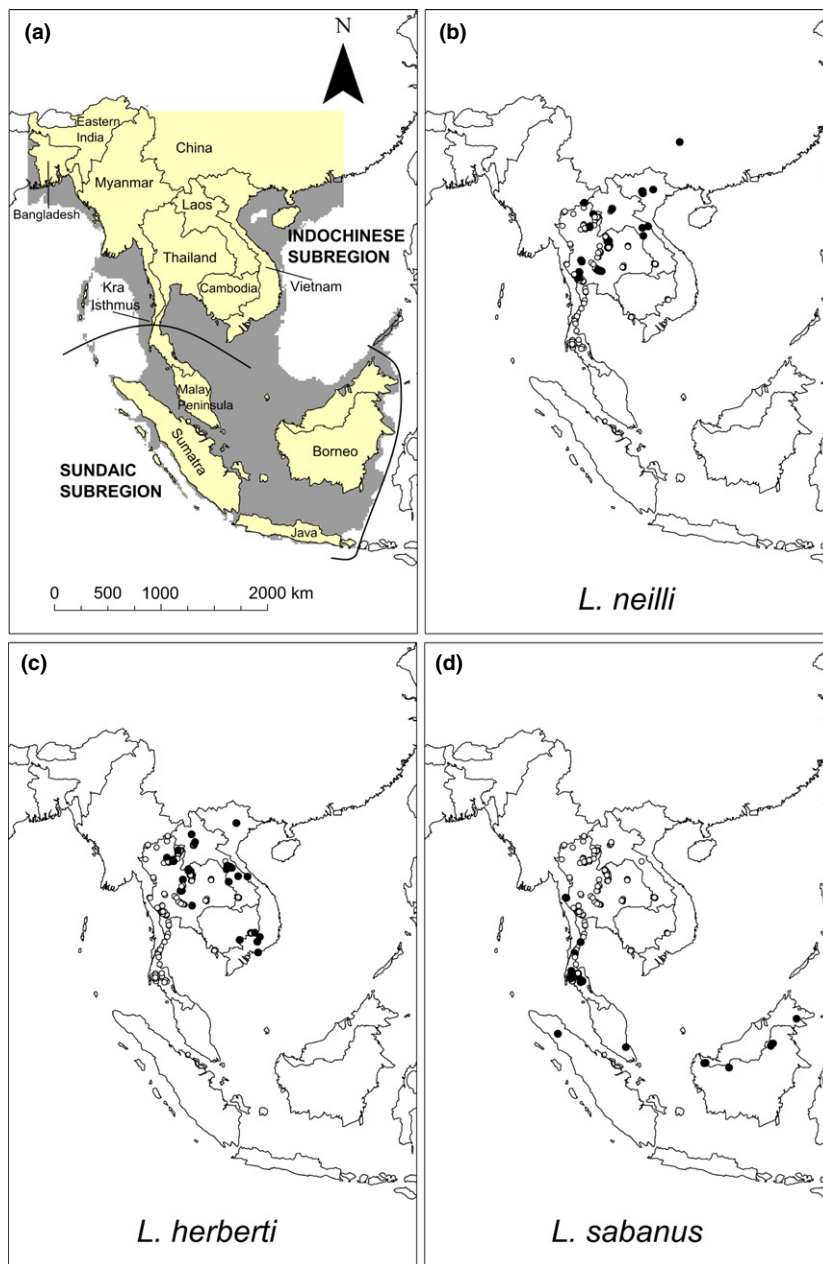 (a)
N
Eastern
India
China
Myanmar
Laos
Bangladesh
INDOCHINESE
SUBREGION
Thailand
Cambodia
Vietnam
Kra
Isthmus
Malay
Peninsula
Sumatra
Borneo
SUNDAIC
SUBREGION
Java
0 500 1000 2000 km
(b)
L. neilli
(c)
L. herberti
(d)
L. sabanus